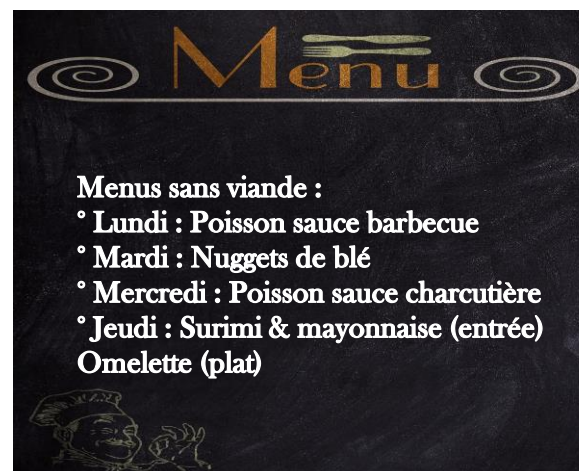 Menu
Menus sans viande :
° Lundi : Poisson sauce barbecue
° Mardi : Nuggets de blé
° Mercredi : Poisson sauce charcutière
° Jeudi : Surimi & mayonnaise (entrée)
Omelette (plat)